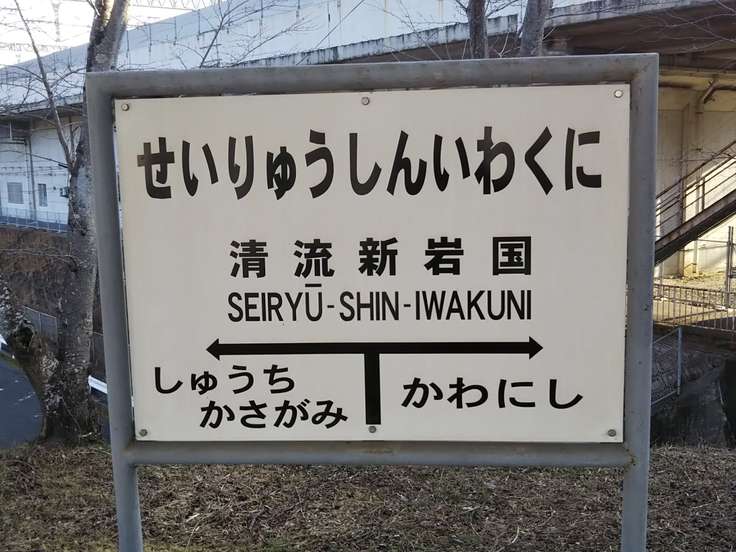 せいりゅうしんいわくに
清流新岩国
SEIRYŪ-SHIN-IWAKUNI
しゅうち
かさがみ
かわにし